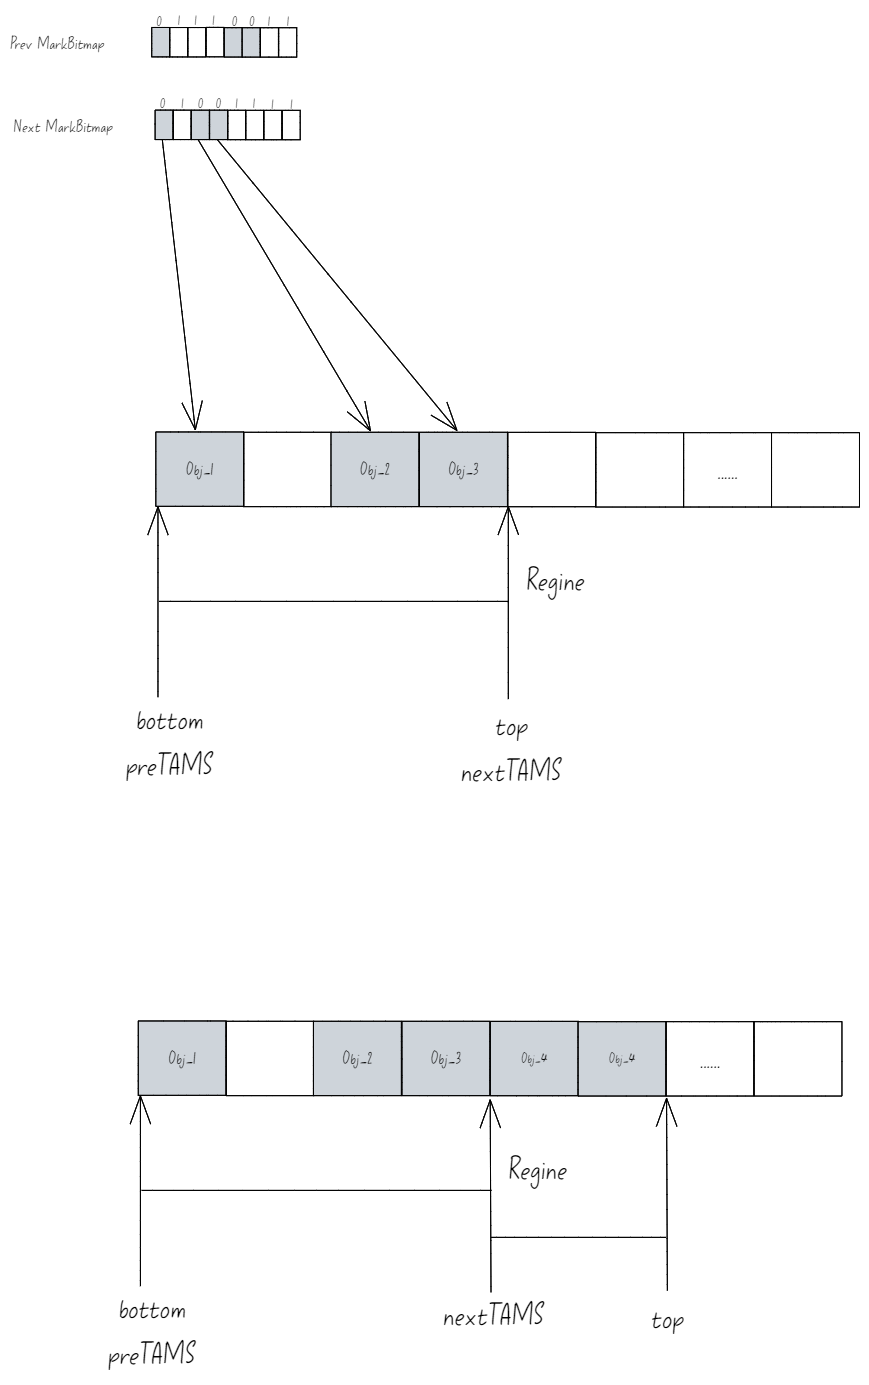 0 1 1 1 0 0 1 1
Prev MarkBitmap
0 1 0 0 1 1 1 1
Next MarkBitmap
Obj_1 Obj_2 Obj_3 ......
Regine
bottom top
preTAMS nextTAMS
Obj_1 Obj_2 Obj_3 Obj_4 Obj_4 ......
Regine
bottom nextTAMS top
preTAMS